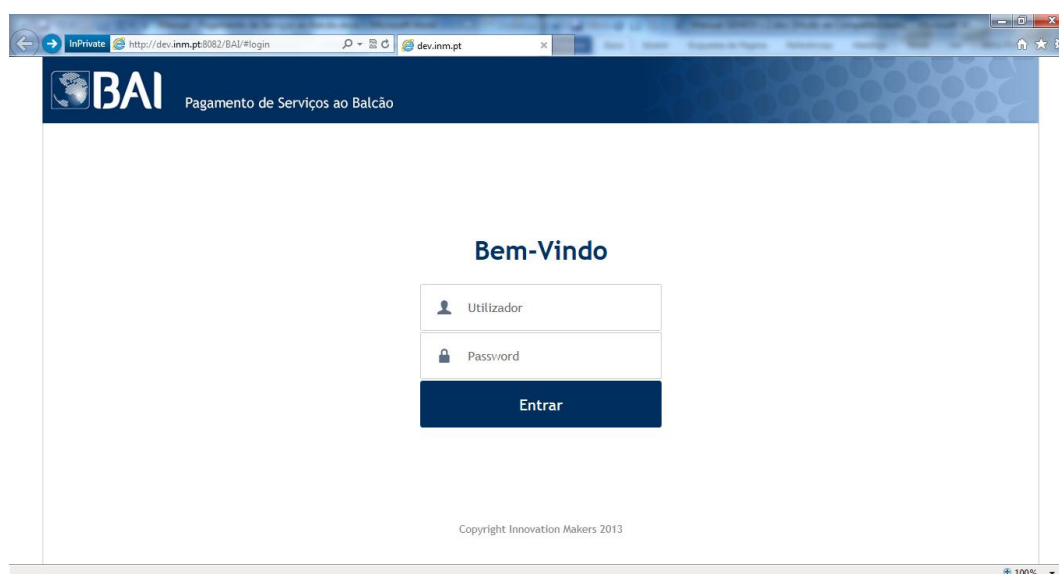 InPrivate http://dev.inm.pt:8082/BAI/#login dev.inm.pt
BAI Pagamento de Serviços ao Balcão
Bem-Vindo
Utilizador
Password
Entrar
Copyright Innovation Makers 2013
100%